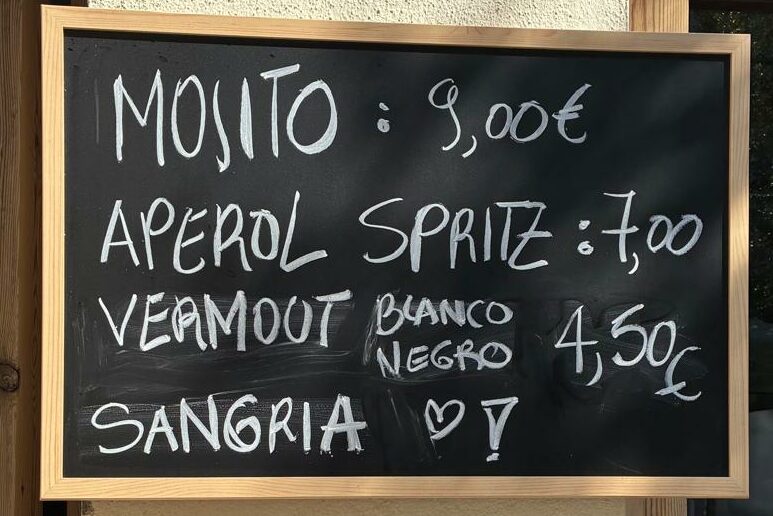 MOJITO : 9,00€
APEROL SPRITZ : 7,00
VERMOUT BLANCO NEGRO 4,50€
SANGRIA ♡ !